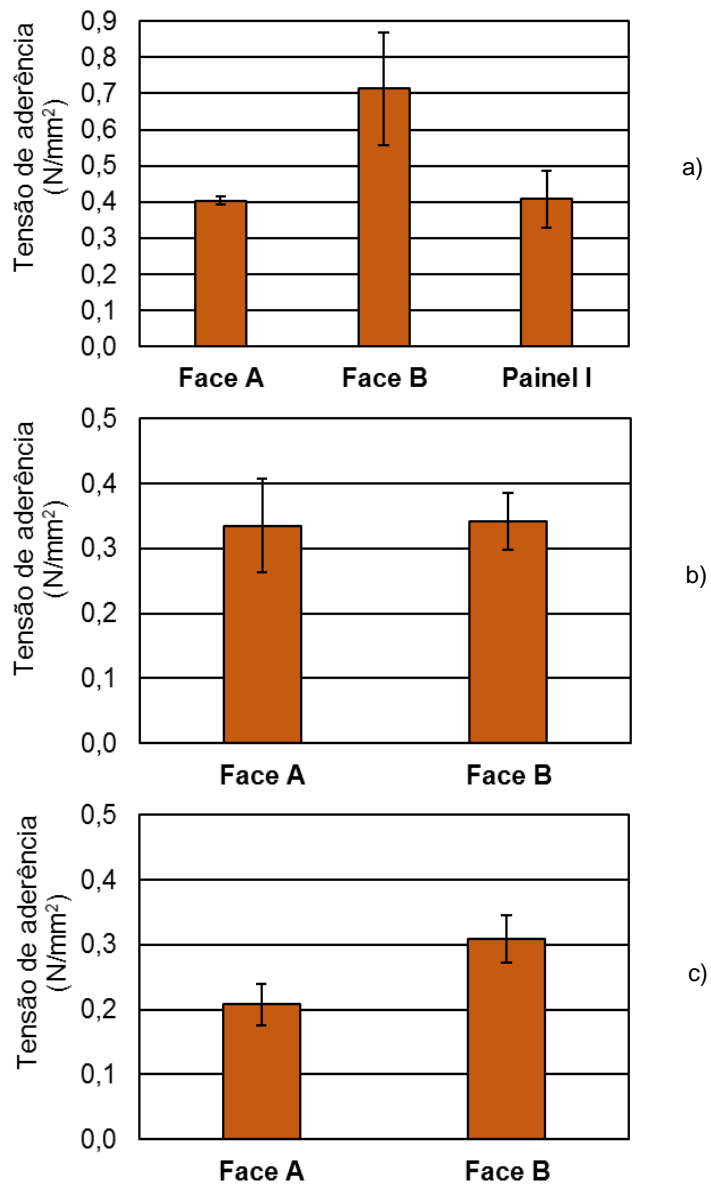 Tensão de aderência
(N/mm²)
0,9
0,8
0,7
0,6
0,5
0,4
0,3
0,2
0,1
0,0
Face A Face B Painel I
a)
Tensão de aderência
(N/mm²)
0,5
0,4
0,3
0,2
0,1
0,0
Face A Face B
b)
Tensão de aderência
(N/mm²)
0,5
0,4
0,3
0,2
0,1
0,0
Face A Face B
c)